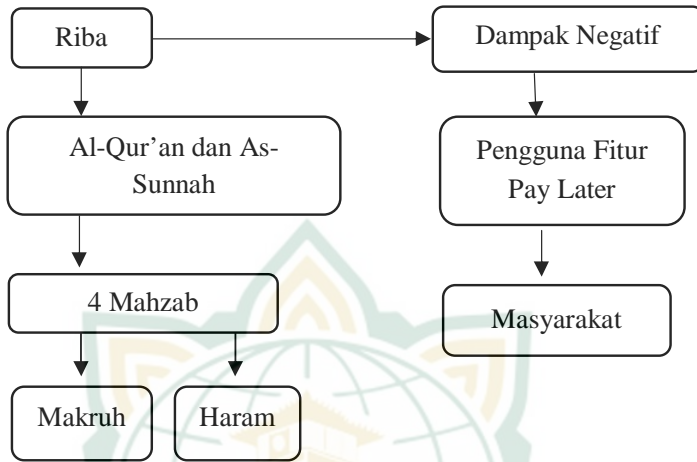 Riba
Dampak Negatif
Al-Qur’an dan As-
Sunnah
Pengguna Fitur
Pay Later
4 Mahzab
Masyarakat
Makruh
Haram